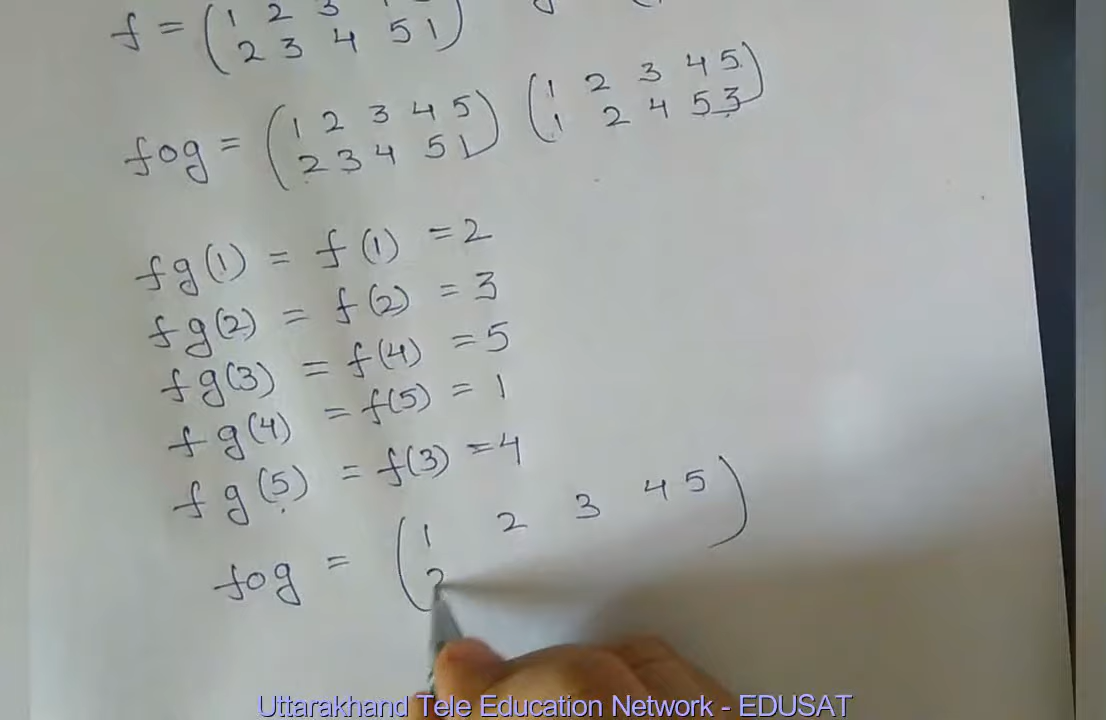 f = ( 1 2 3
2 3 4 5 1 )
fog = ( 1 2 3 4 5 ) ( 1 2 3 4 5 )
2 3 4 5 1 1 2 4 5 3
fg(1) = f(1) = 2
fg(2) = f(2) = 3
fg(3) = f(4) = 5
fg(4) = f(5) = 1
fg(5) = f(3) = 4
fog = ( 1 2 3 4 5 )
2
Uttarakhand Tele Education Network - EDUSAT